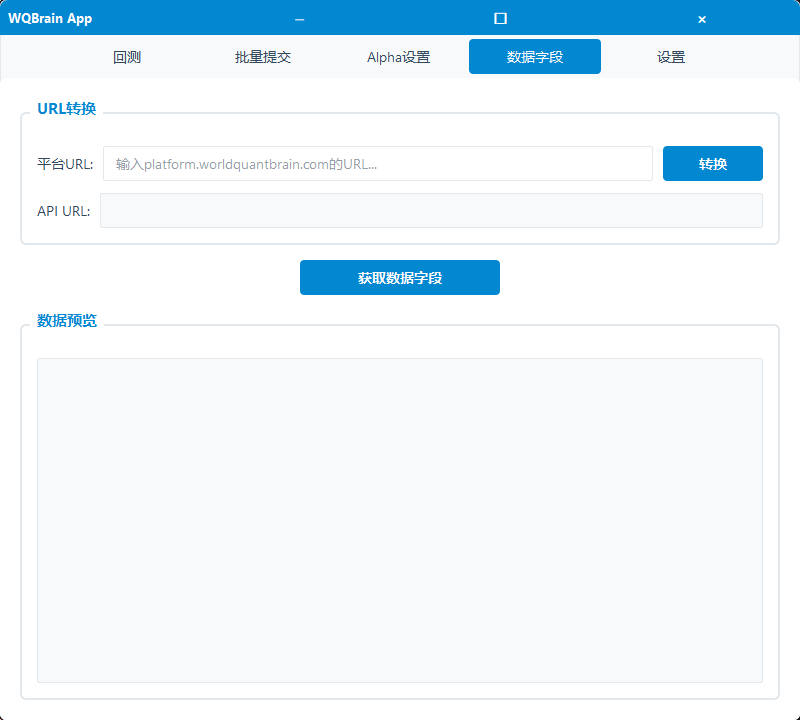 WQBrain App
回测 批量提交 Alpha设置 数据字段 设置
URL转换
平台URL: 输入platform.worldquantbrain.com的URL... 转换
API URL:
获取数据字段
数据预览